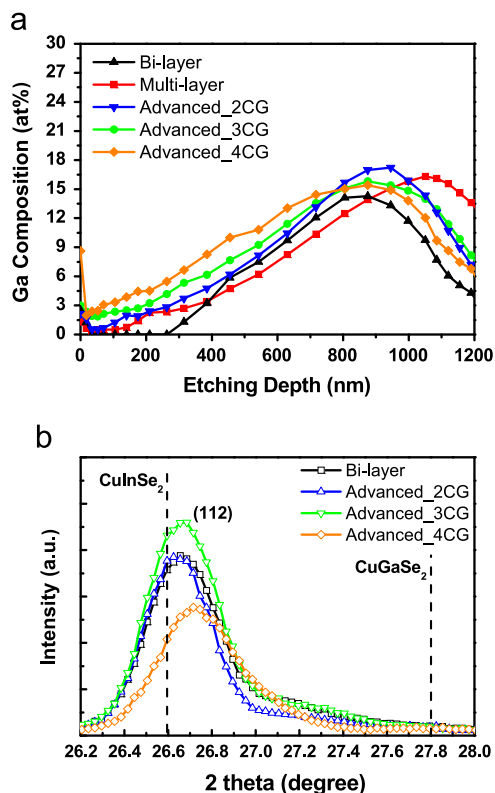 a
30
27
24
21
18
15
12
9
6
3
0
Ga Composition (at%)
Bi-layer
Multi-layer
Advanced_2CG
Advanced_3CG
Advanced_4CG
0 200 400 600 800 1000 1200
Etching Depth (nm)
b
Intensity (a.u.)
CuInSe2
(112)
Bi-layer
Advanced_2CG
Advanced_3CG
Advanced_4CG
CuGaSe2
26.2 26.4 26.6 26.8 27.0 27.2 27.4 27.6 27.8 28.0
2 theta (degree)